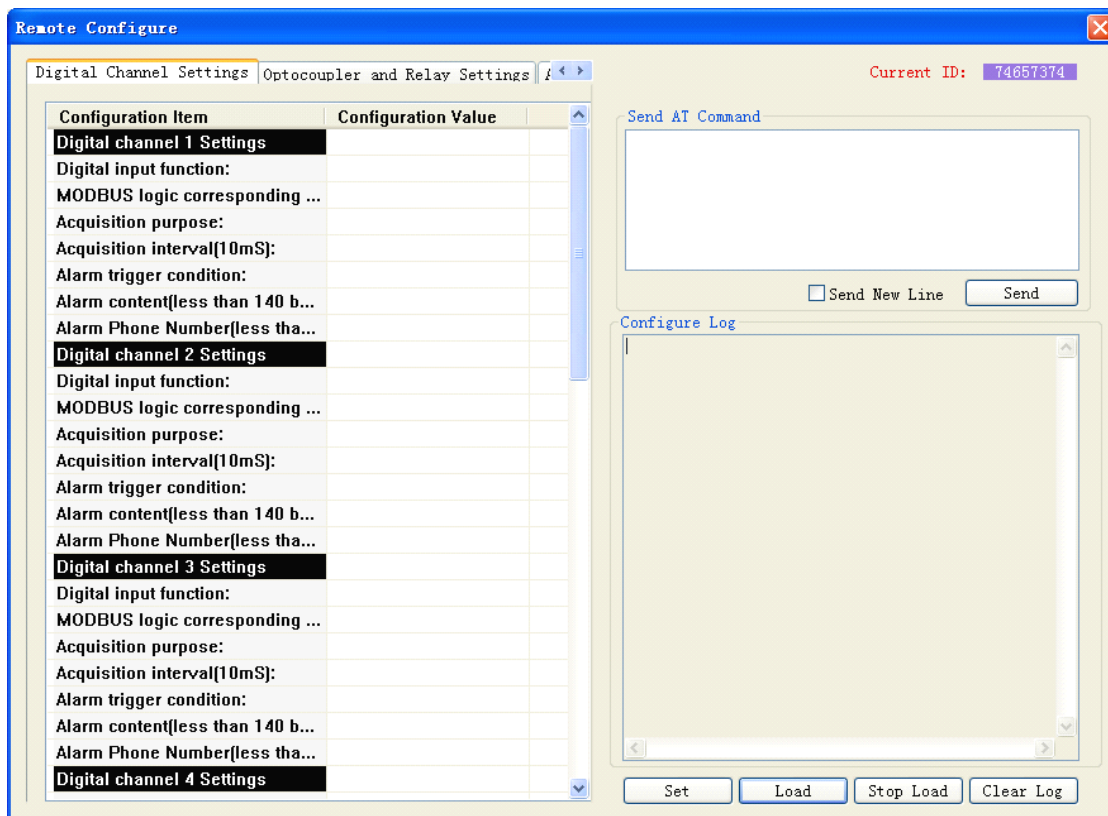 Remote Configure
Digital Channel Settings
Optocoupler and Relay Settings
Current ID: 74657374
Configuration Item Configuration Value
Digital channel 1 Settings
Digital input function:
MODBUS logic corresponding ...
Acquisition purpose:
Acquisition interval(10mS):
Alarm trigger condition:
Alarm content(less than 140 b...
Alarm Phone Number(less tha...
Digital channel 2 Settings
Digital input function:
MODBUS logic corresponding ...
Acquisition purpose:
Acquisition interval(10mS):
Alarm trigger condition:
Alarm content(less than 140 b...
Alarm Phone Number(less tha...
Digital channel 3 Settings
Digital input function:
MODBUS logic corresponding ...
Acquisition purpose:
Acquisition interval(10mS):
Alarm trigger condition:
Alarm content(less than 140 b...
Alarm Phone Number(less tha...
Digital channel 4 Settings
Send AT Command
Send New Line
Send
Configure Log
Set
Load
Stop Load
Clear Log